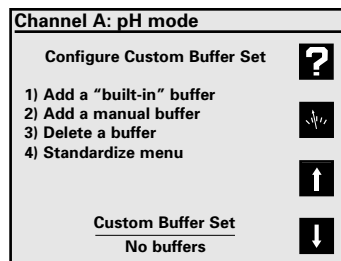 Channel A: pH mode
Configure Custom Buffer Set
?
1) Add a “built-in” buffer
2) Add a manual buffer
3) Delete a buffer
4) Standardize menu
Custom Buffer Set
No buffers